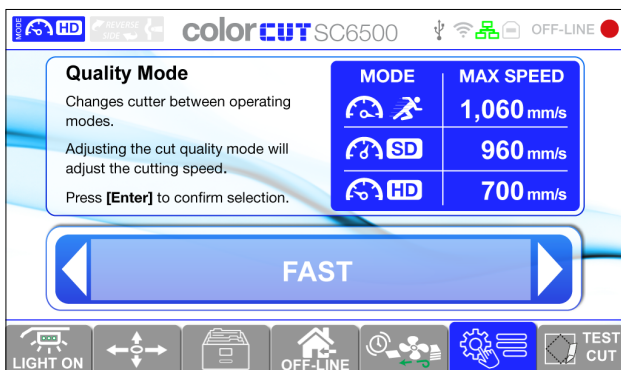 MODE HD REVERSE SIDE colorCUT SC6500 OFF-LINE
Quality Mode
Changes cutter between operating
modes.
Adjusting the cut quality mode will
adjust the cutting speed.
Press [Enter] to confirm selection.
MODE MAX SPEED
1,060 mm/s
SD 960 mm/s
HD 700 mm/s
FAST
LIGHT ON
OFF-LINE
TEST
CUT